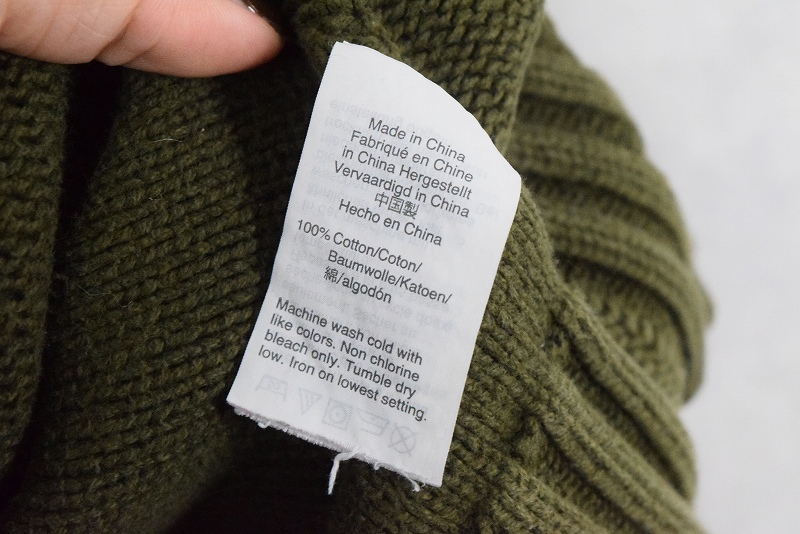 Made in China
Fabriqué en Chine
in China Hergestellt
Vervaardigd in China
中国製
Hecho en China
100% Cotton/Coton/
Baumwolle/Katoen/
綿/algodón
Machine wash cold with
like colors. Non chlorine
bleach only. Tumble dry
low. Iron on lowest setting.